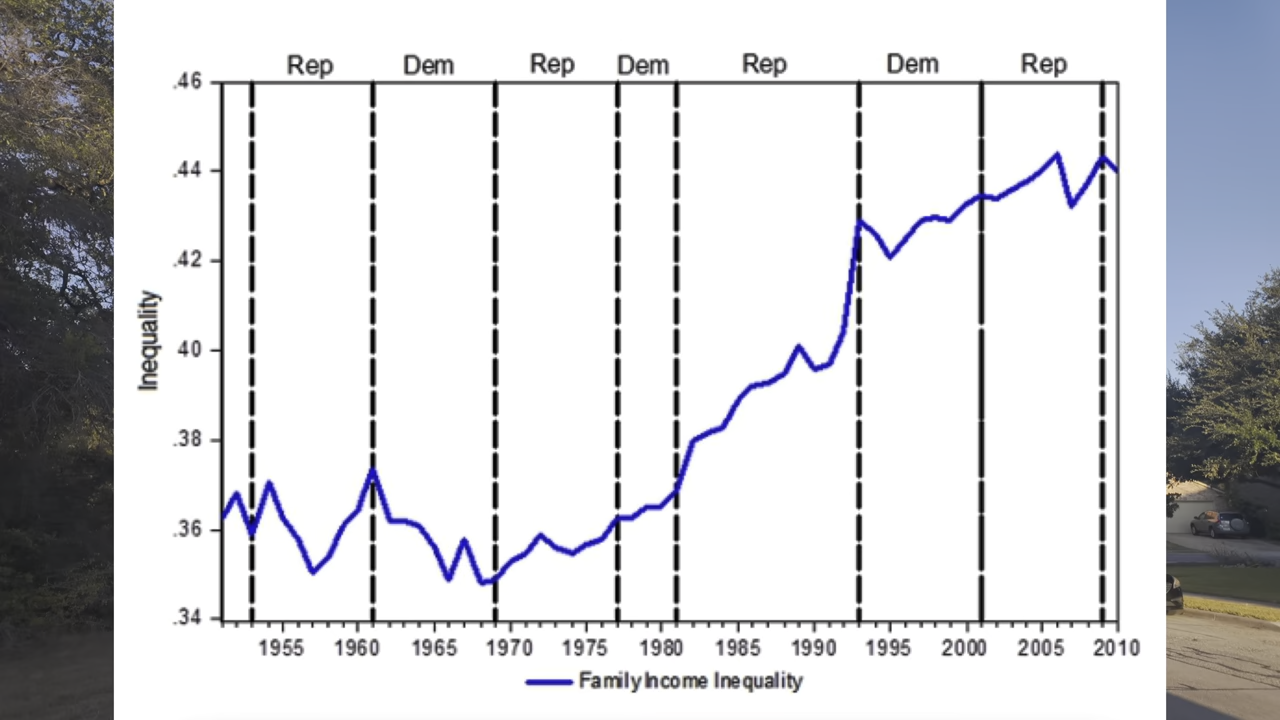 Rep Dem Rep Dem Rep Dem Rep
.46
.44
.42
40
.38
.36
.34
Inequality
1955 1960 1965 1970 1975 1980 1985 1990 1995 2000 2005 2010
Family Income Inequality